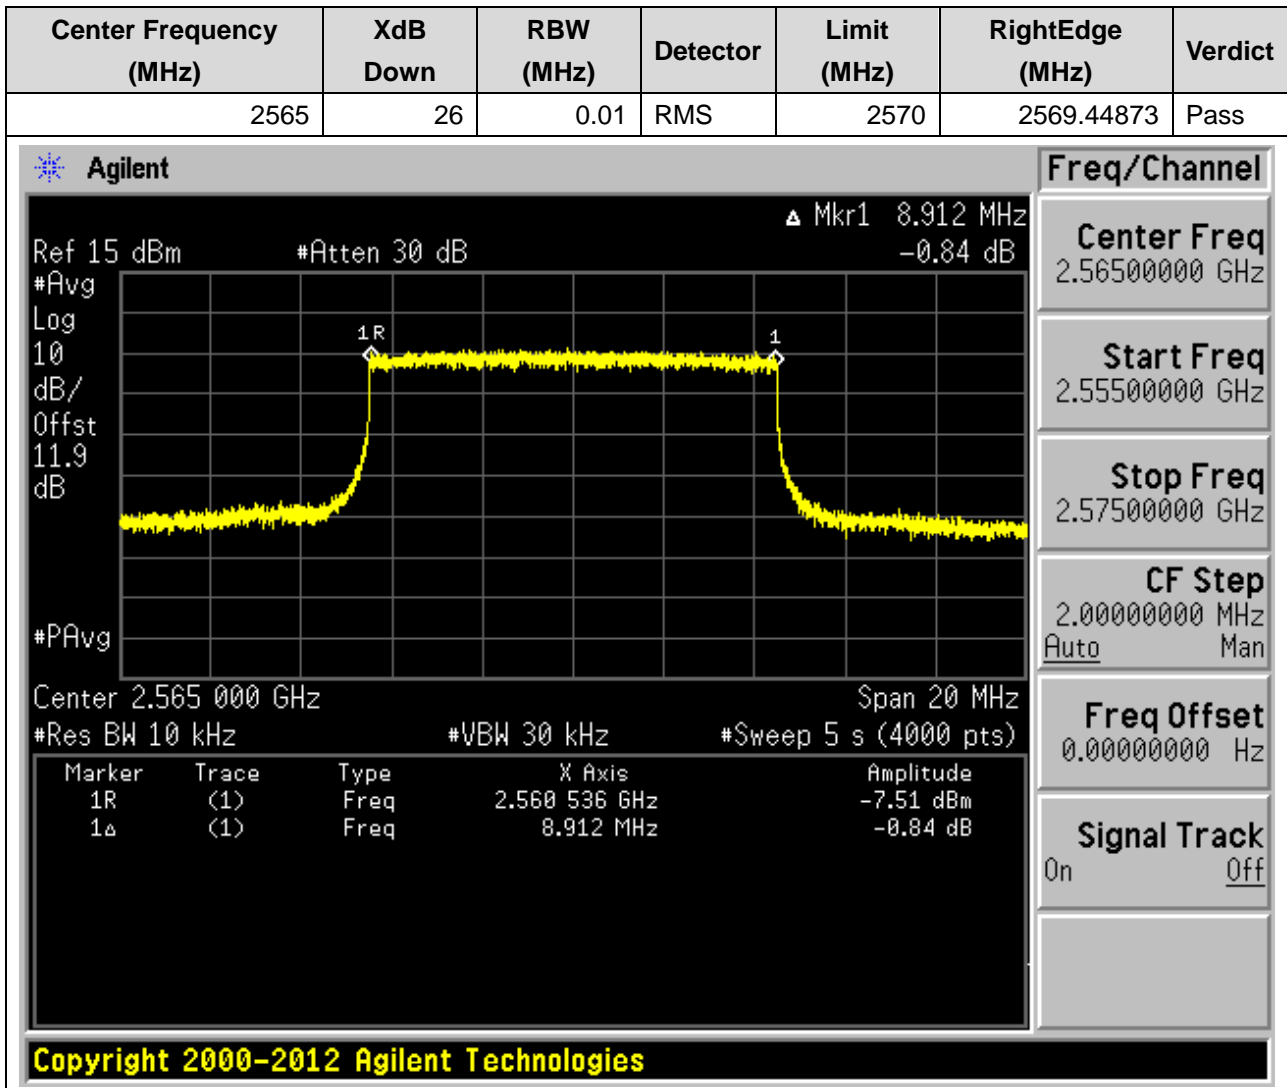 Center Frequency (MHz) XdB Down RBW (MHz) Detector Limit (MHz) RightEdge (MHz) Verdict
2565 26 0.01 RMS 2570 2569.44873 Pass
Agilent
Freq/Channel
Δ Mkr1 8.912 MHz
Ref 15 dBm #Atten 30 dB -0.84 dB
#Avg
Log
10
dB/
Offst
11.9
dB
#PAvg
1R
1
Center 2.565 000 GHz Span 20 MHz
#Res BW 10 kHz #VBW 30 kHz #Sweep 5 s (4000 pts)
Marker Trace Type X Axis Amplitude
1R (1) Freq 2.560 536 GHz -7.51 dBm
1Δ (1) Freq 8.912 MHz -0.84 dB
Center Freq
2.56500000 GHz
Start Freq
2.55500000 GHz
Stop Freq
2.57500000 GHz
CF Step
2.00000000 MHz
Auto Man
Freq Offset
0.00000000 Hz
Signal Track
On Off
Copyright 2000-2012 Agilent Technologies